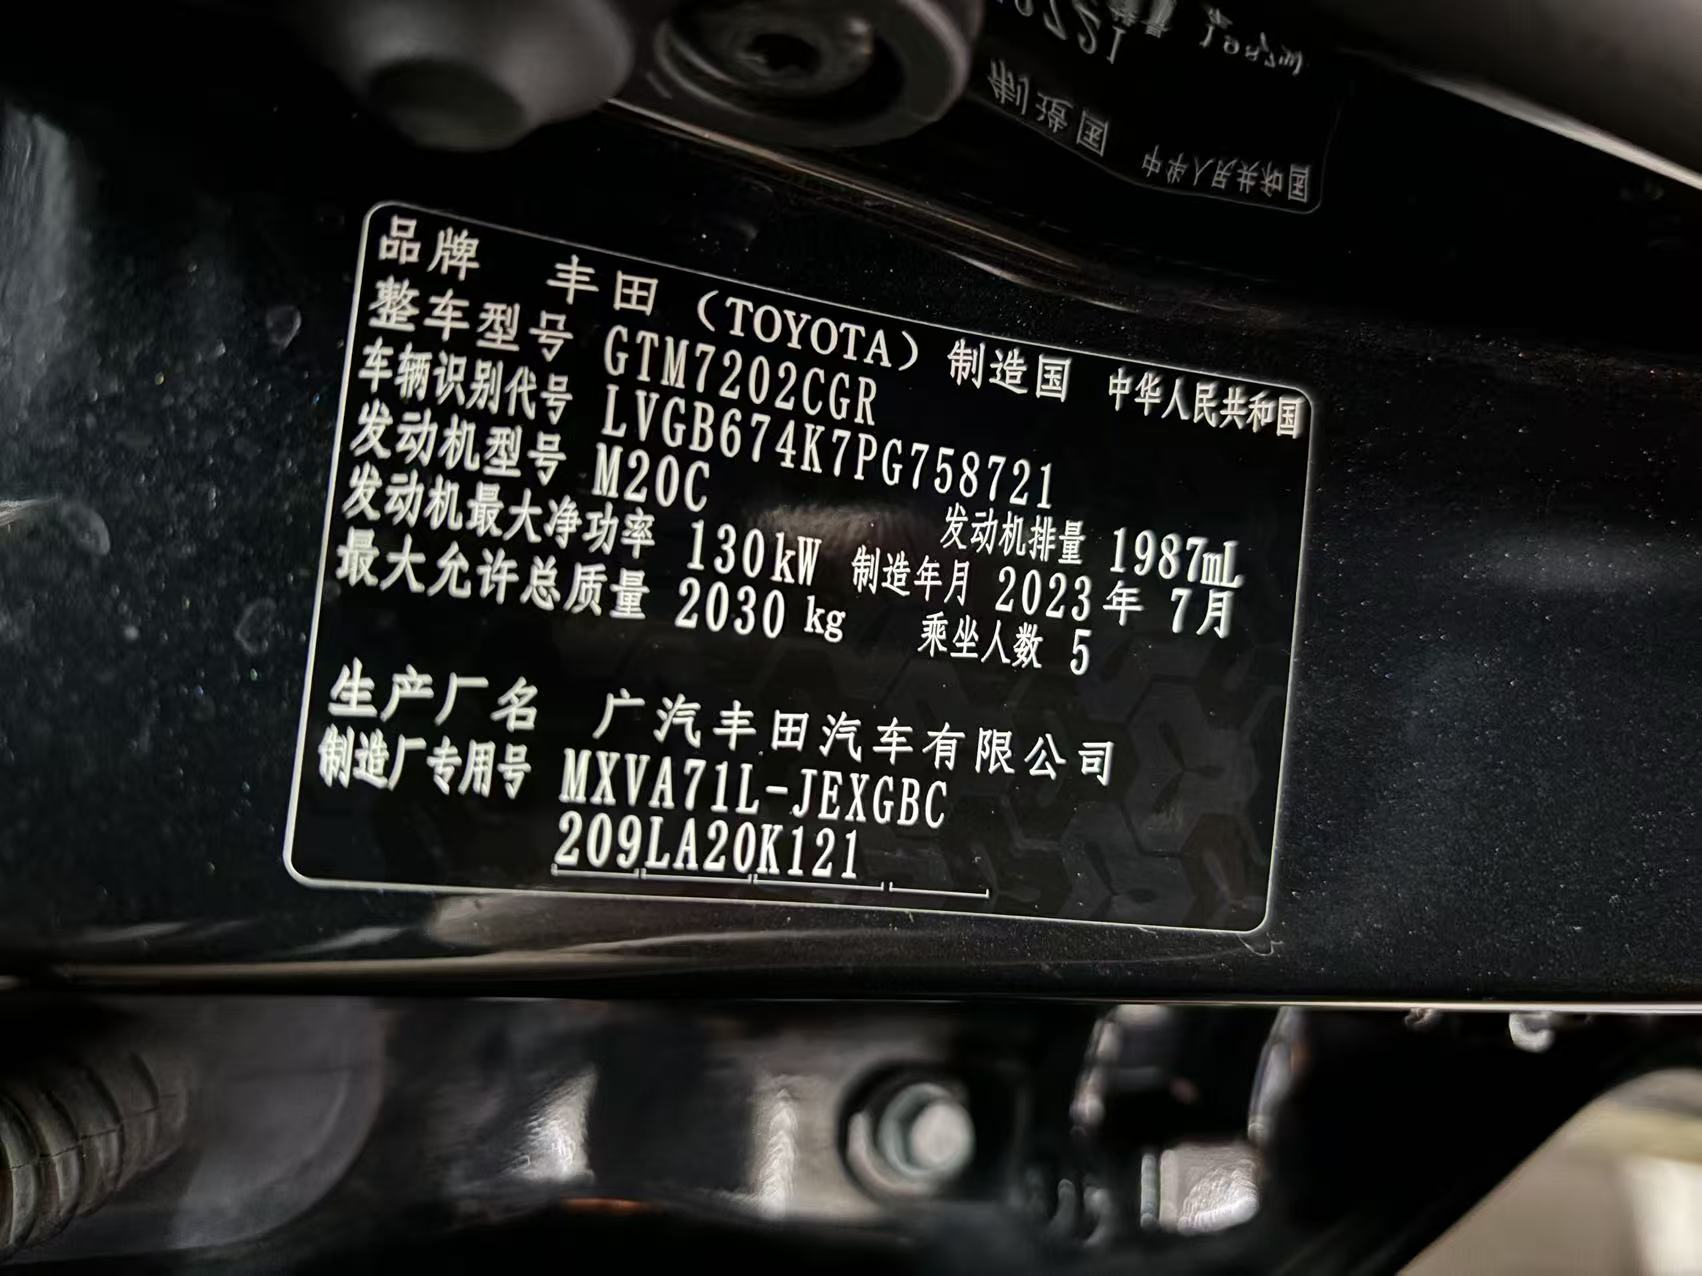 品牌 丰田（TOYOTA） 制造国 中华人民共和国
整车型号 GTM7202CGR
车辆识别代号 LVGB674K7PG758721
发动机型号 M20C 发动机排量 1987mL
发动机最大净功率 130kW 制造年月 2023年 7月
最大允许总质量 2030kg 乘坐人数 5
生产厂名 广汽丰田汽车有限公司
制造厂专用号 MXVA71L-JEXGBC
209LA20K121